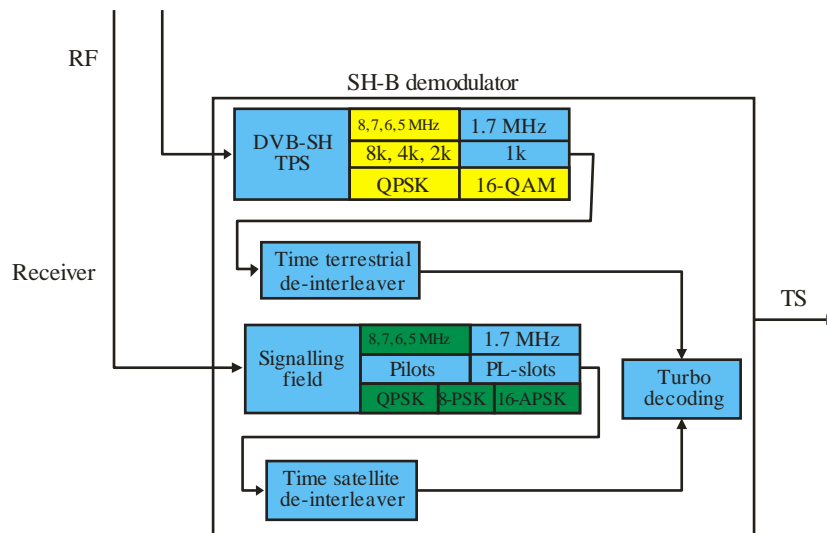 RF
SH-B demodulator
DVB-SH
TPS
8,7,6,5 MHz
1.7 MHz
8k, 4k, 2k
1k
QPSK
16-QAM
Time terrestrial
de-interleaver
Receiver
TS
Signalling
field
8,7,6,5 MHz
1.7 MHz
Pilots
PL-slots
QPSK
8-PSK
16-APSK
Turbo
decoding
Time satellite
de-interleaver